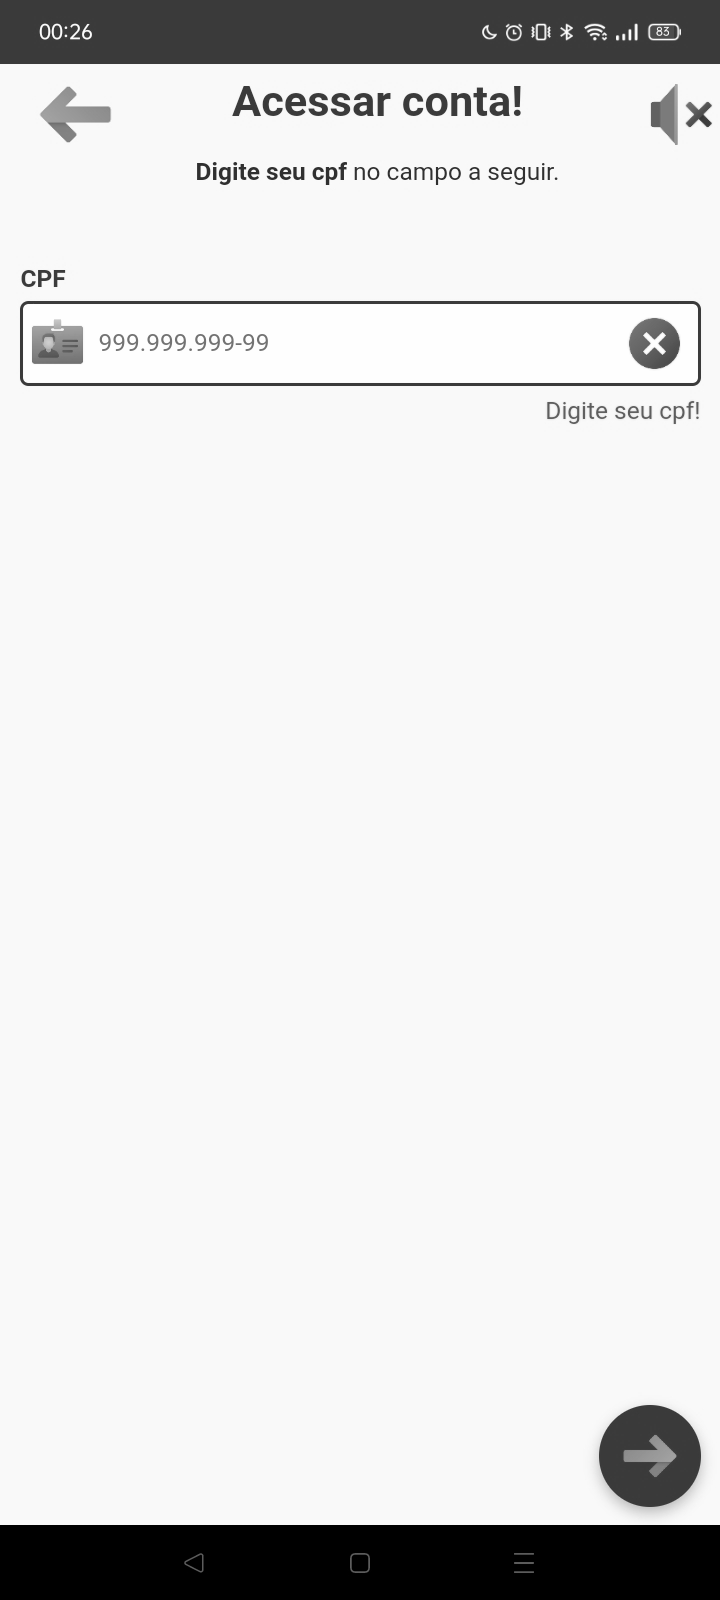 00:26
83
Acessar conta!
Digite seu cpf no campo a seguir.
CPF
999.999.999-99
Digite seu cpf!